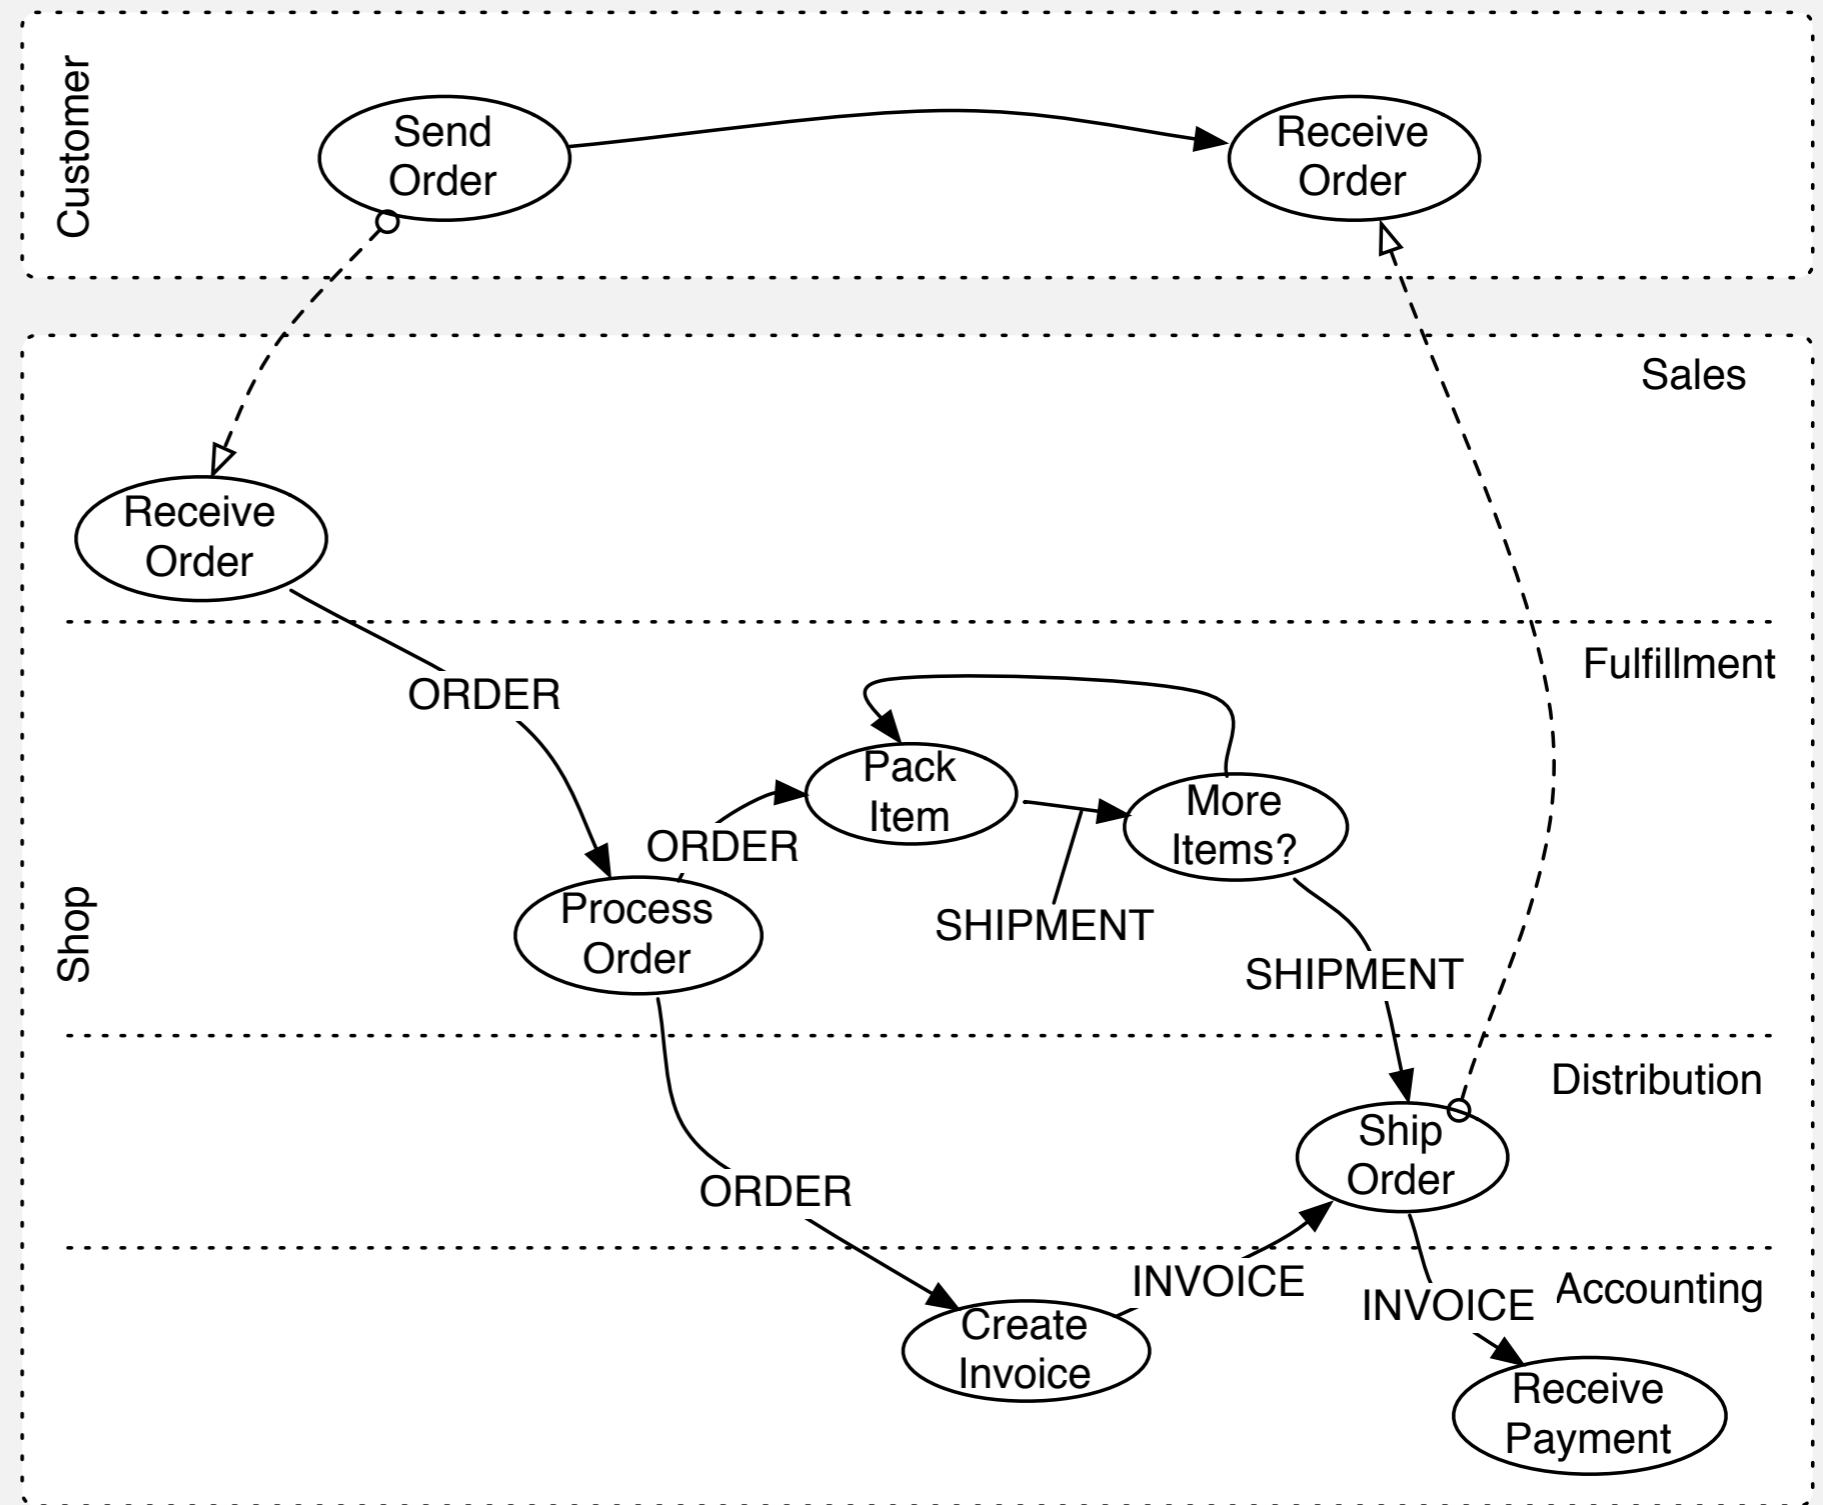 Customer
Send
Order
Receive
Order
Sales
Receive
Order
Fulfillment
ORDER
Pack
Item
More
Items?
ORDER
Shop
Process
Order
SHIPMENT
SHIPMENT
Distribution
Ship
Order
ORDER
INVOICE
Accounting
INVOICE
Create
Invoice
Receive
Payment